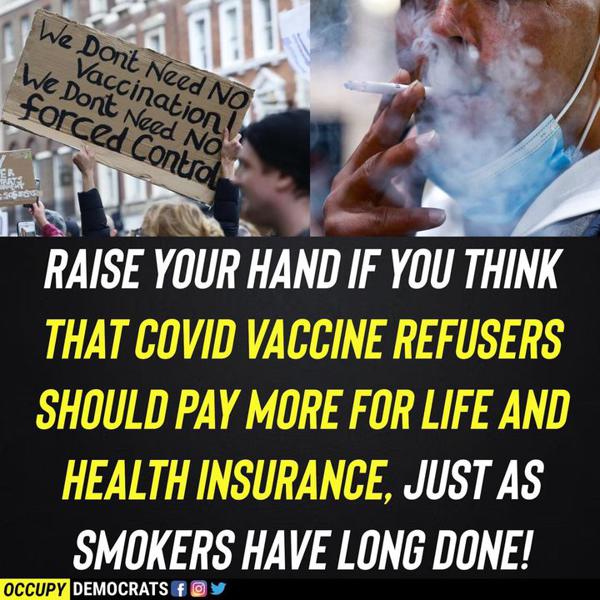 We Don't Need NO
Vaccination!
We Dont Need NO
forced Control
RAISE YOUR HAND IF YOU THINK
THAT COVID VACCINE REFUSERS
SHOULD PAY MORE FOR LIFE AND
HEALTH INSURANCE, JUST AS
SMOKERS HAVE LONG DONE!
OCCUPY DEMOCRATS